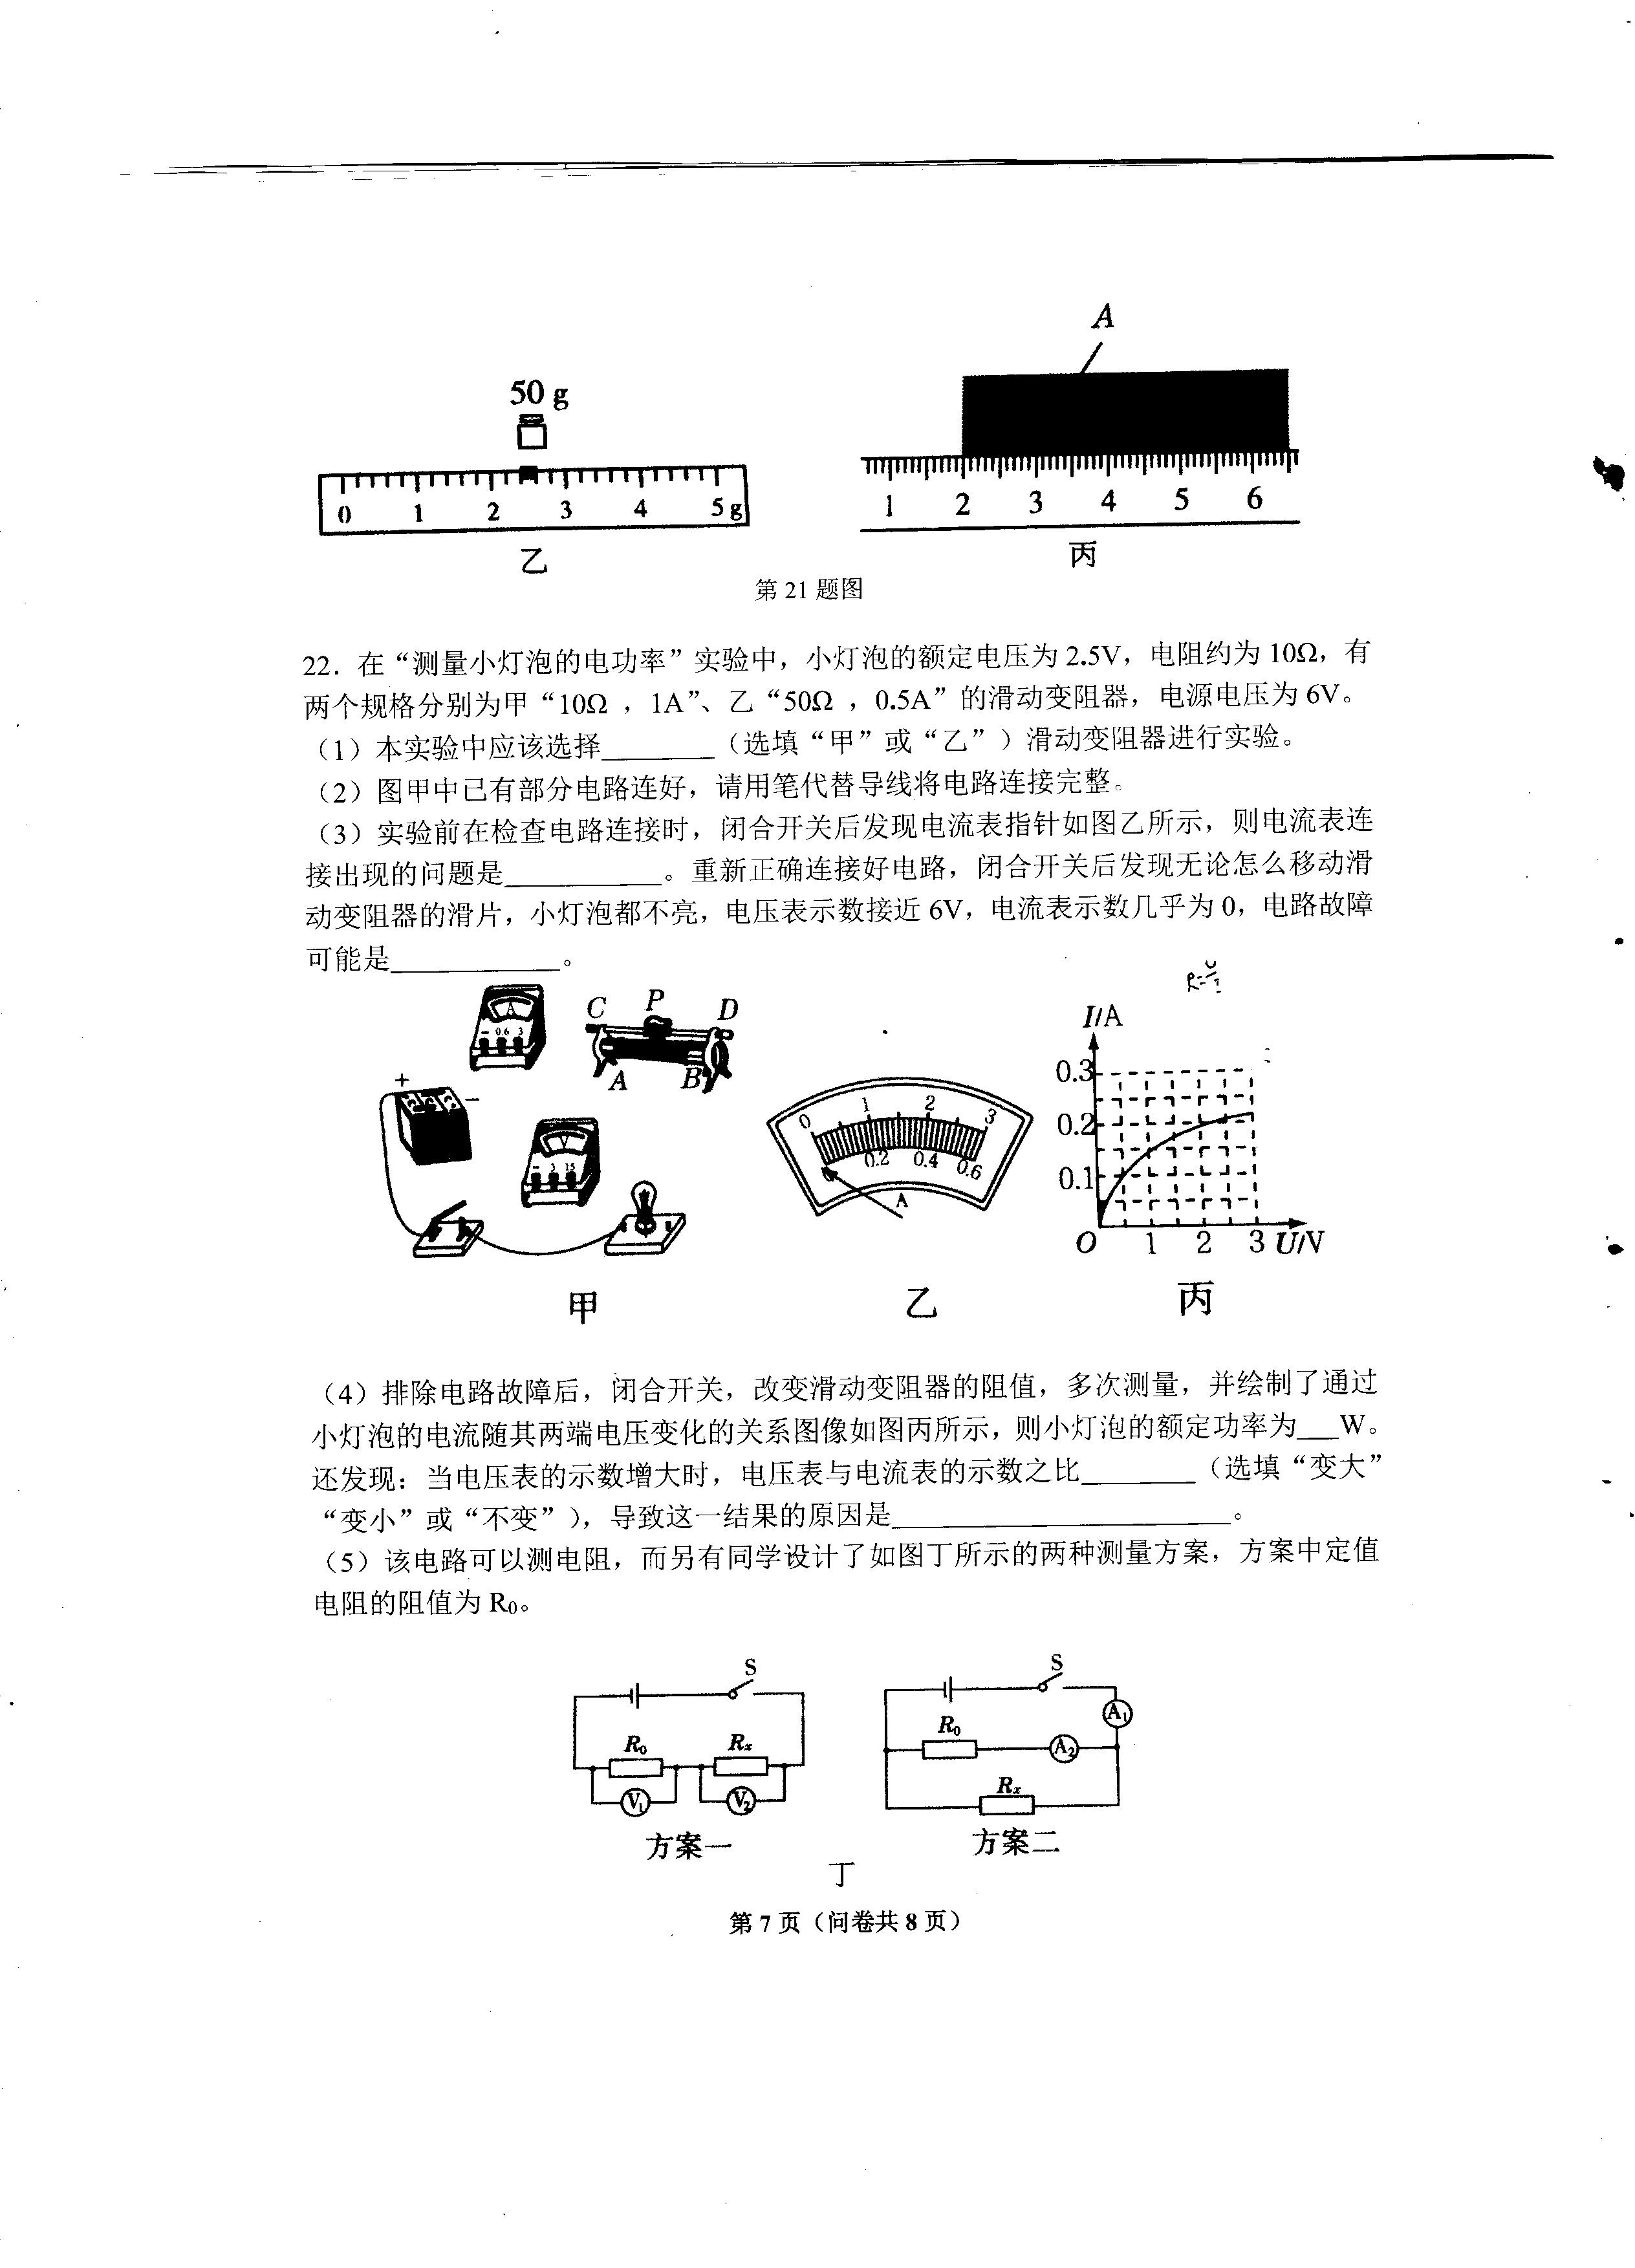 A
50 g
0 1 2 3 4 5 g
1 2 3 4 5 6
乙
丙
第 21 题图
22．在“测量小灯泡的电功率”实验中，小灯泡的额定电压为 2.5V，电阻约为 10Ω，有
两个规格分别为甲“10Ω ，1A”、乙“50Ω ，0.5A”的滑动变阻器，电源电压为 6V。
（1）本实验中应该选择________（选填“甲”或“乙”）滑动变阻器进行实验。
（2）图甲中已有部分电路连好，请用笔代替导线将电路连接完整。
（3）实验前在检查电路连接时，闭合开关后发现电流表指针如图乙所示，则电流表连
接出现的问题是___________。重新正确连接好电路，闭合开关后发现无论怎么移动滑
动变阻器的滑片，小灯泡都不亮，电压表示数接近 6V，电流表示数几乎为 0，电路故障
可能是____________。
R=U/I
A
- 0.6 3
C P D
A B
+ -
V
- 3 15
0 1 2 3
0 0.2 0.4 0.6
A
I/A
0.3
0.2
0.1
O 1 2 3 U/V
甲
乙
丙
（4）排除电路故障后，闭合开关，改变滑动变阻器的阻值，多次测量，并绘制了通过
小灯泡的电流随其两端电压变化的关系图像如图丙所示，则小灯泡的额定功率为___W。
还发现：当电压表的示数增大时，电压表与电流表的示数之比________（选填“变大”
“变小”或“不变”），导致这一结果的原因是________________________。
（5）该电路可以测电阻，而另有同学设计了如图丁所示的两种测量方案，方案中定值
电阻的阻值为 R₀。
S
R₀ Rₓ
V₁ V₂
方案一
S
A₁
R₀ A₂
Rₓ
方案二
丁
第 7 页（问卷共 8 页）